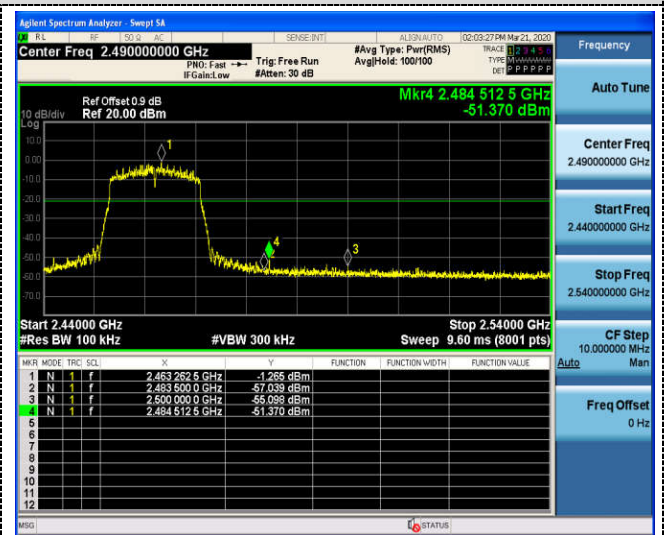 Agilent Spectrum Analyzer - Swept SA
RL RF 50 Ω AC SENSE:INT ALIGNAUTO 02:03:27 PM Mar 21, 2020
Center Freq 2.490000000 GHz
PNO: Fast
IFGain:Low
Trig: Free Run
#Atten: 30 dB
#Avg Type: Pwr(RMS)
Avg|Hold: 100/100
TRACE 1 2 3 4 5 6
TYPE M
DET P P P P P P
Mkr4 2.484 512 5 GHz
-51.370 dBm
Ref Offset 0.9 dB
10 dB/div Ref 20.00 dBm
Log
10.0
0.00
-10.0
-20.0
-30.0
-40.0
-50.0
-60.0
-70.0
1
4
3
Start 2.44000 GHz Stop 2.54000 GHz
#Res BW 100 kHz #VBW 300 kHz Sweep 9.60 ms (8001 pts)
MKR MODE TRC SCL X Y FUNCTION FUNCTION WIDTH FUNCTION VALUE
1 N 1 f 2.463 262 5 GHz -1.265 dBm
2 N 1 f 2.483 500 0 GHz -57.039 dBm
3 N 1 f 2.500 000 0 GHz -55.098 dBm
4 N 1 f 2.484 512 5 GHz -51.370 dBm
5
6
7
8
9
10
11
12
MSG STATUS
Frequency
Auto Tune
Center Freq
2.490000000 GHz
Start Freq
2.440000000 GHz
Stop Freq
2.540000000 GHz
CF Step
10.000000 MHz
Auto Man
Freq Offset
0 Hz